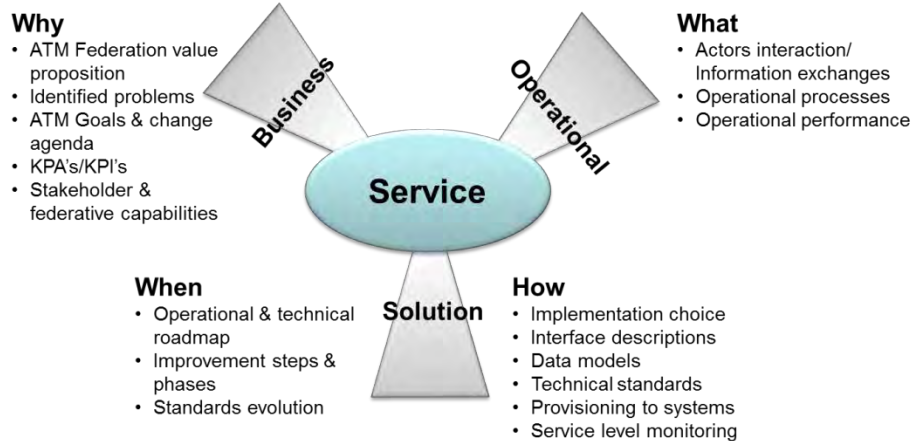 Why
• ATM Federation value
proposition
• Identified problems
• ATM Goals & change
agenda
• KPA's/KPI's
• Stakeholder &
federative capabilities
Business
Operational
What
• Actors interaction/
Information exchanges
• Operational processes
• Operational performance
Service
When
• Operational & technical
roadmap
• Improvement steps &
phases
• Standards evolution
Solution
How
• Implementation choice
• Interface descriptions
• Data models
• Technical standards
• Provisioning to systems
• Service level monitoring